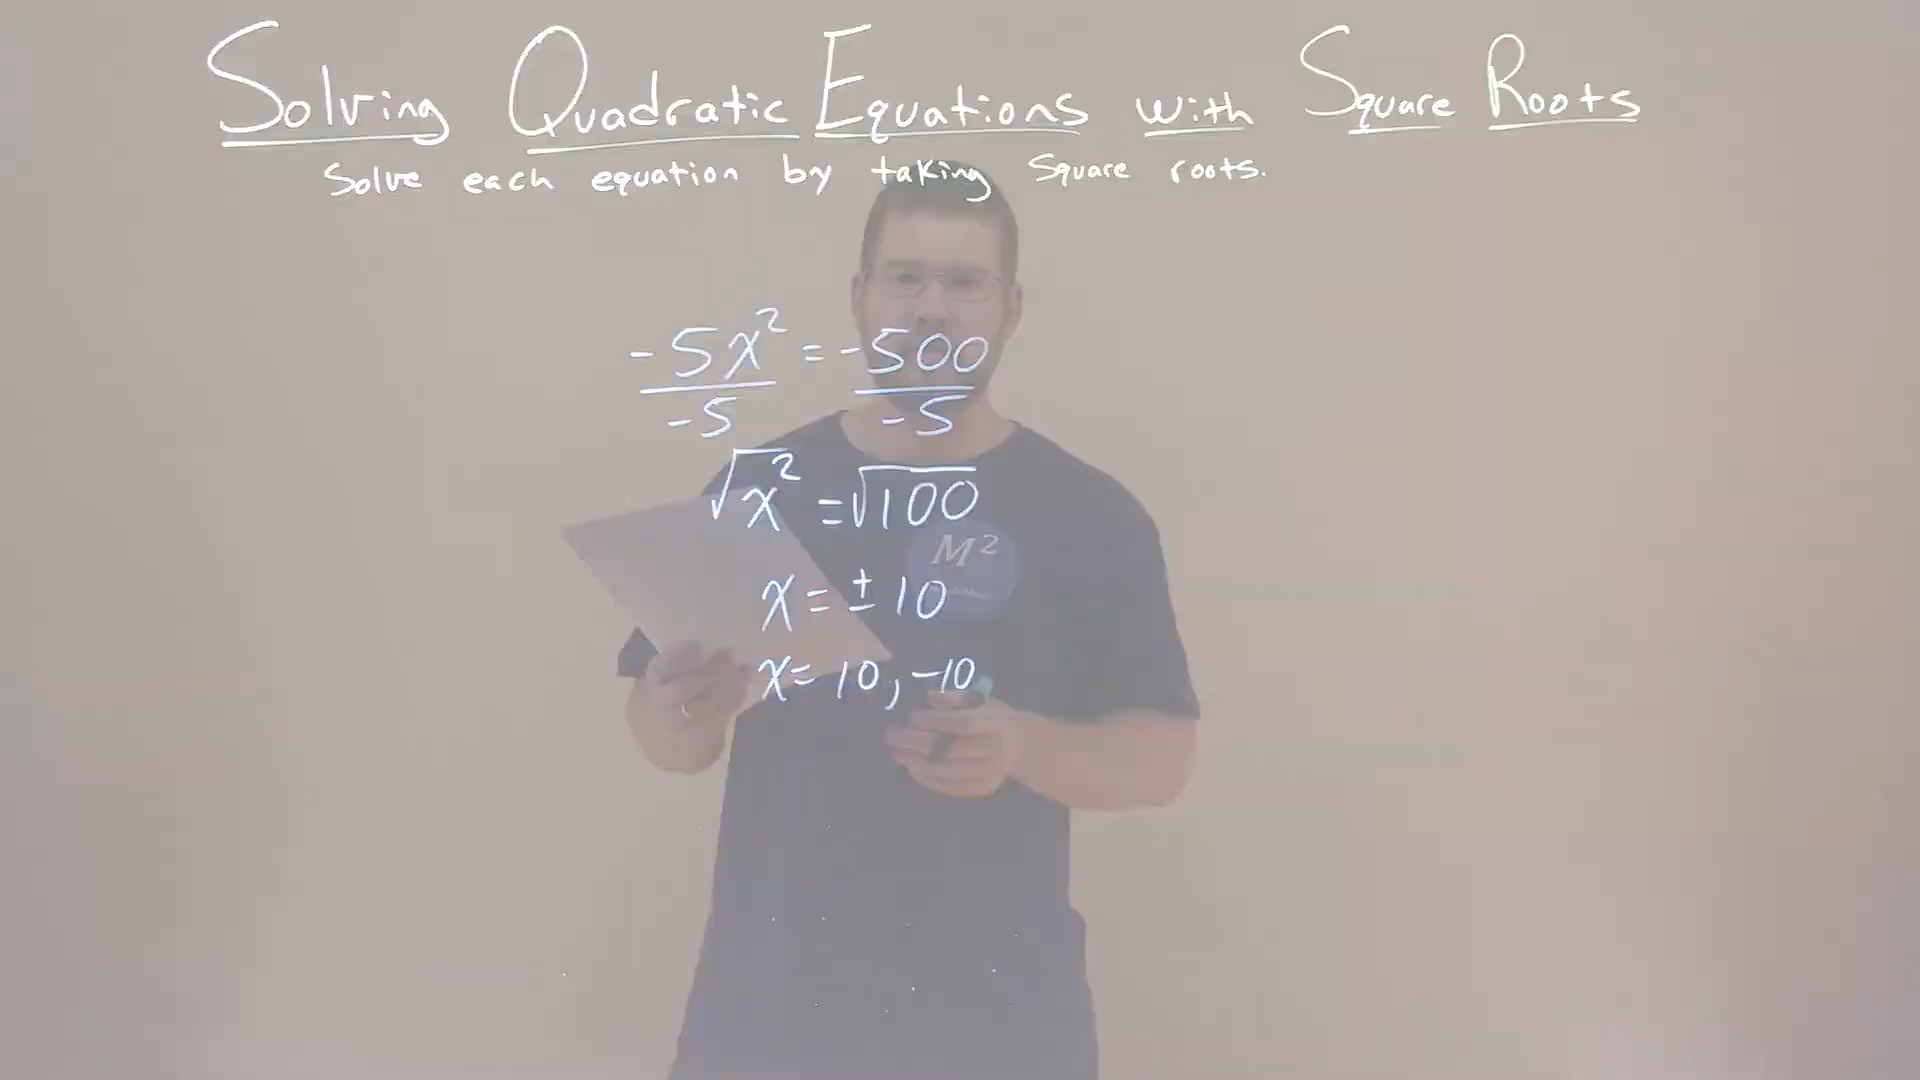 Solving Quadratic Equations with Square Roots
Solve each equation by taking Square roots.
-5x² = -500
-5 -5
√x² = √100
M²
x = ± 10
x = 10, -10